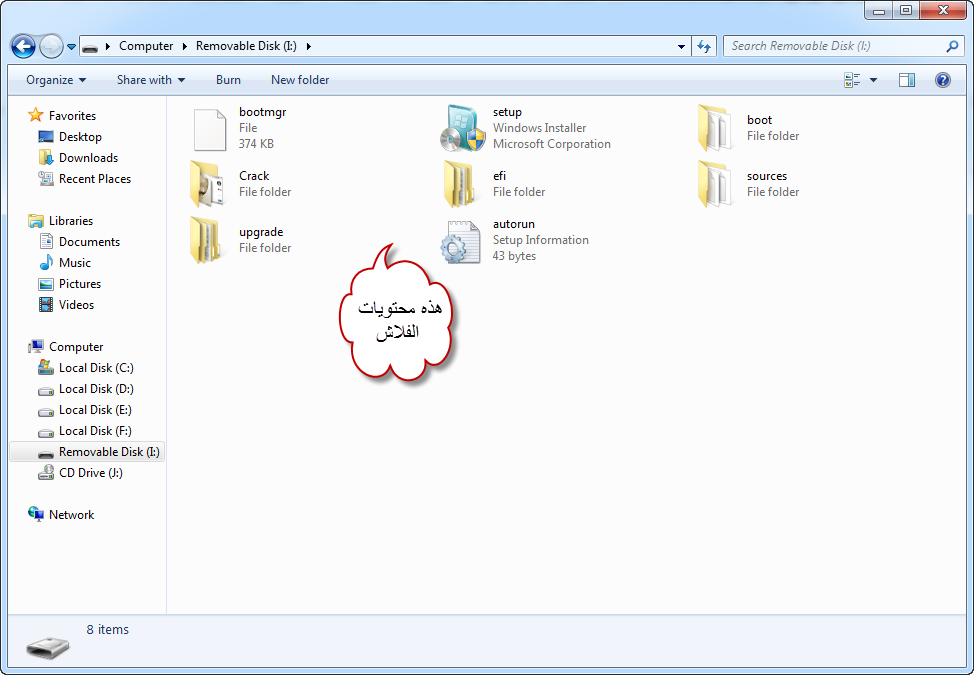 Computer
Removable Disk (I:)
Search Removable Disk (I:)
Organize
Share with
Burn
New folder
Favorites
Desktop
Downloads
Recent Places
Libraries
Documents
Music
Pictures
Videos
Computer
Local Disk (C:)
Local Disk (D:)
Local Disk (E:)
Local Disk (F:)
Removable Disk (I:)
CD Drive (J:)
Network
bootmgr
File
374 KB
setup
Windows Installer
Microsoft Corporation
boot
File folder
Crack
File folder
efi
File folder
sources
File folder
upgrade
File folder
autorun
Setup Information
43 bytes
هذه محتويات
الفلاش
8 items